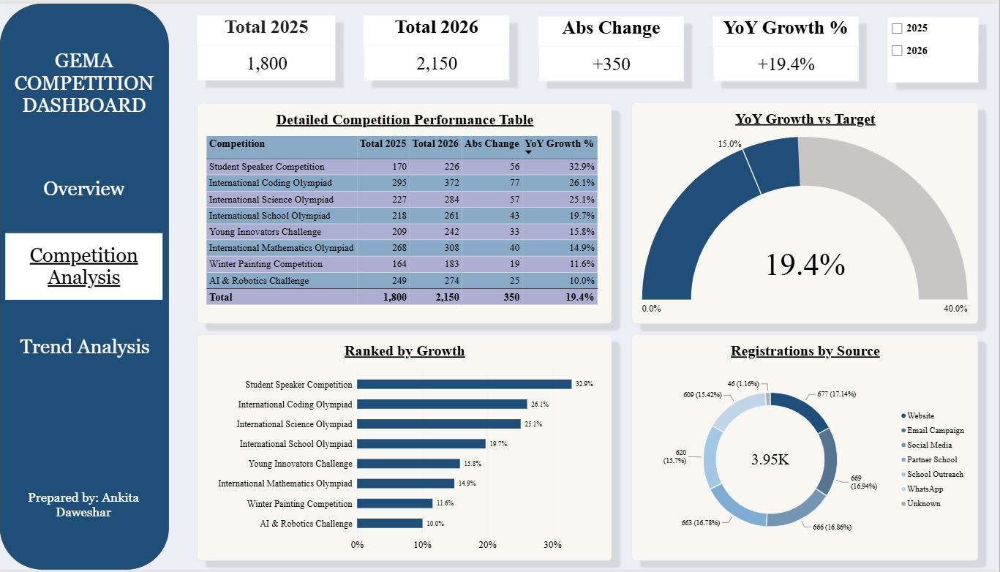 GEMA
COMPETITION
DASHBOARD
Overview
Competition
Analysis
Trend Analysis
Prepared by: Ankita
Daweshar
Total 2025
1,800
Total 2026
2,150
Abs Change
+350
YoY Growth %
+19.4%
2025
2026
Detailed Competition Performance Table
Competition Total 2025 Total 2026 Abs Change YoY Growth %
Student Speaker Competition 170 226 56 32.9%
International Coding Olympiad 295 372 77 26.1%
International Science Olympiad 227 284 57 25.1%
International School Olympiad 218 261 43 19.7%
Young Innovators Challenge 209 242 33 15.8%
International Mathematics Olympiad 268 308 40 14.9%
Winter Painting Competition 164 183 19 11.6%
AI & Robotics Challenge 249 274 25 10.0%
Total 1,800 2,150 350 19.4%
YoY Growth vs Target
15.0%
19.4%
0.0%
40.0%
Ranked by Growth
Student Speaker Competition 32.9%
International Coding Olympiad 26.1%
International Science Olympiad 25.1%
International School Olympiad 19.7%
Young Innovators Challenge 15.8%
International Mathematics Olympiad 14.9%
Winter Painting Competition 11.6%
AI & Robotics Challenge 10.0%
0% 10% 20% 30%
Registrations by Source
46 (1.16%)
677 (17.14%)
609 (15.42%)
620
(15.7%)
3.95K
669
(16.94%)
663 (16.78%)
666 (16.86%)
Website
Email Campaign
Social Media
Partner School
School Outreach
WhatsApp
Unknown